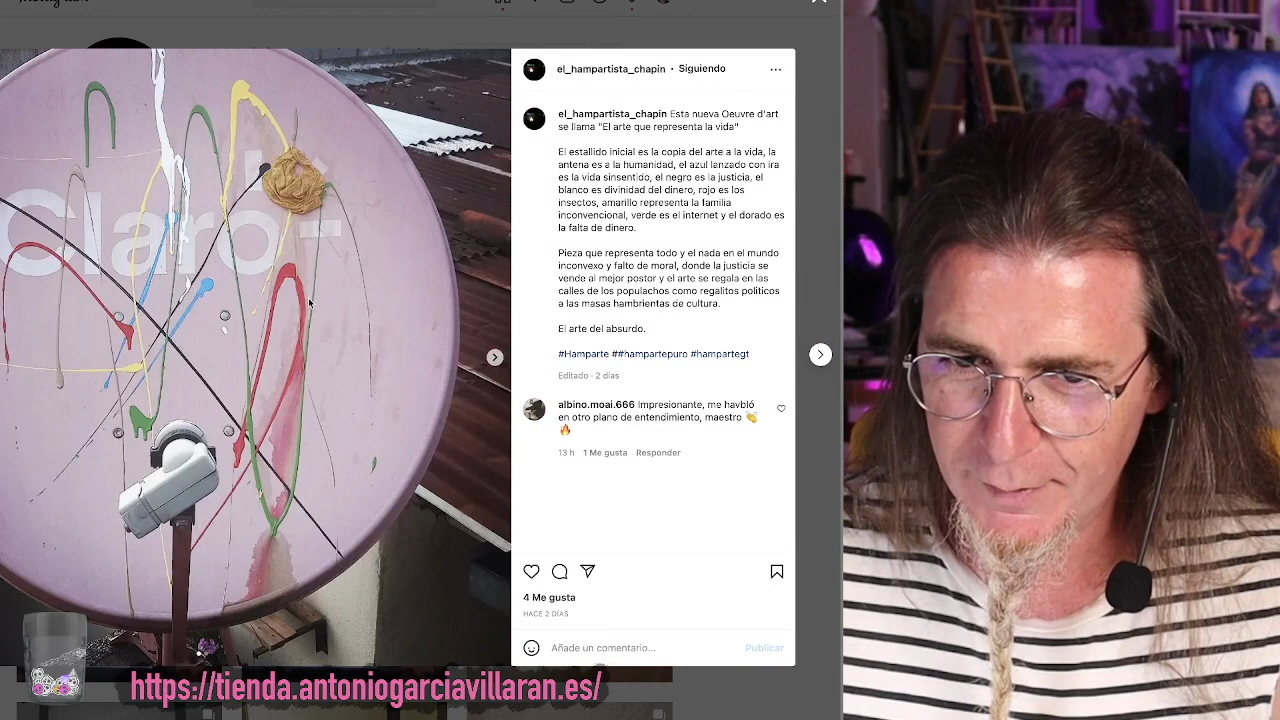 el_hampartista_chapin • Siguiendo
el_hampartista_chapin Esta nueva Oeuvre d'art
se llama "El arte que representa la vida"
El estallido inicial es la copia del arte a la vida, la
antena es a la humanidad, el azul lanzado con ira
es la vida sinsentido, el negro es la justicia, el
blanco es divinidad del dinero, rojo es los
insectos, amarillo representa la familia
inconvencional, verde es el internet y el dorado es
la falta de dinero.
Pieza que representa todo y el nada en el mundo
inconvexo y falto de moral, donde la justicia se
vende al mejor postor y el arte se regala en las
calles de los populachos como regalitos políticos
a las masas hambrientas de cultura.
El arte del absurdo.
#Hamparte ##hampartepuro #hampartegt
Editado · 2 días
albino.moai.666 Impresionante, me havbló
en otro plano de entendimiento, maestro 👏
🔥
13 h 1 Me gusta Responder
4 Me gusta
HACE 2 DÍAS
Añade un comentario...
Publicar
Claro
https://tienda.antoniogarciavillaran.es/